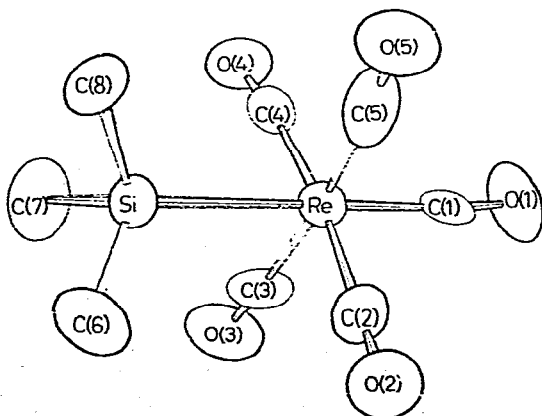 O(5)
O(4)
C(8)
C(4)
C(5)
C(7)
Si
Re
C(1)
O(1)
C(3)
C(2)
C(6)
O(3)
O(2)